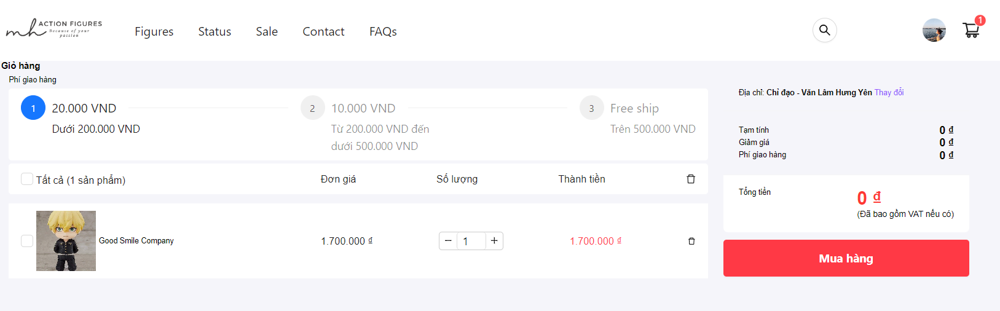 mh ACTION FIGURES
Because of your
passion
Figures Status Sale Contact FAQs
1
Giỏ hàng
Phí giao hàng
1 20.000 VND
Dưới 200.000 VND
2 10.000 VND
Từ 200.000 VND đến
dưới 500.000 VND
3 Free ship
Trên 500.000 VND
Tất cả (1 sản phẩm) Đơn giá Số lượng Thành tiền
Good Smile Company 1.700.000 ₫ − 1 + 1.700.000 ₫
Địa chỉ: Chỉ đạo - Văn Lâm Hưng Yên Thay đổi
Tạm tính 0 ₫
Giảm giá 0 ₫
Phí giao hàng 0 ₫
Tổng tiền 0 ₫
(Đã bao gồm VAT nếu có)
Mua hàng